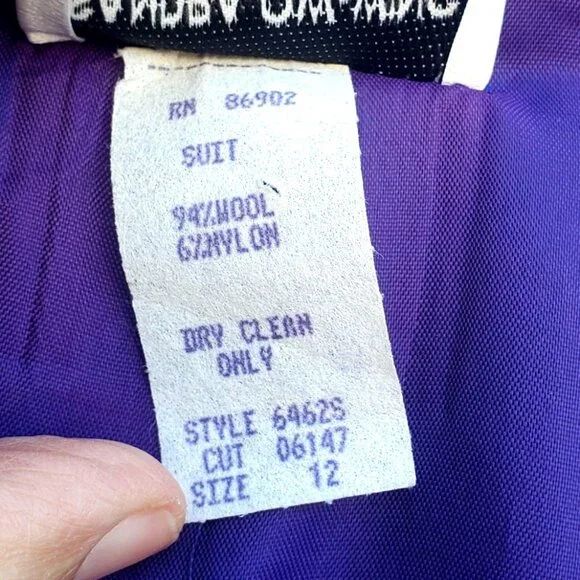 RN 86902
SUIT
94%WOOL
6%NYLON
DRY CLEAN
ONLY
STYLE 6462S
CUT 06147
SIZE 12